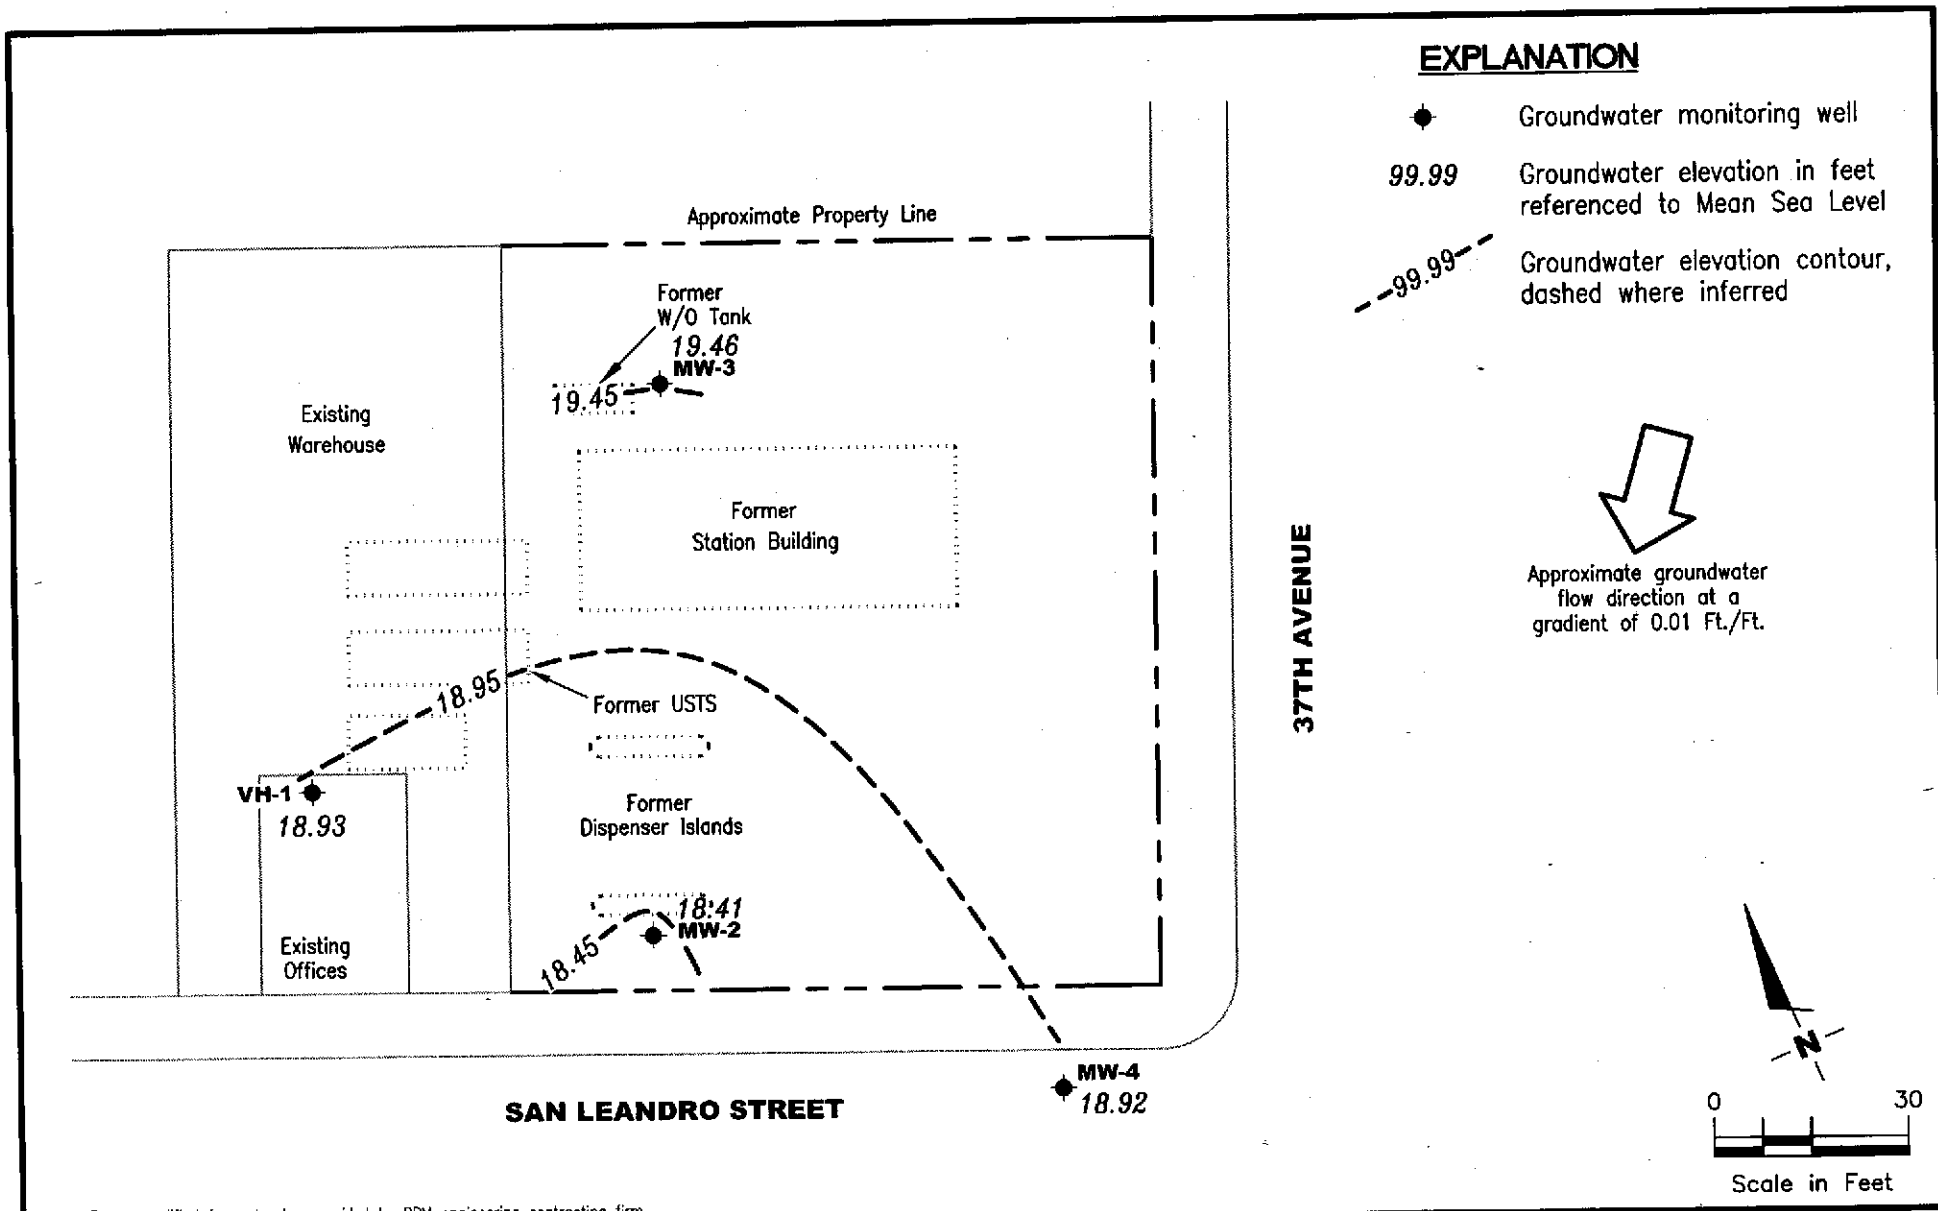 EXPLANATION
Groundwater monitoring well
99.99
Groundwater elevation in feet
referenced to Mean Sea Level
99.99
Groundwater elevation contour,
dashed where inferred
Approximate Property Line
Former
W/O Tank
19.46
MW-3
19.45
Existing
Warehouse
Former
Station Building
Approximate groundwater
flow direction at a
gradient of 0.01 Ft./Ft.
37TH AVENUE
18.95
Former USTS
VH-1
18.93
Former
Dispenser Islands
18.41
MW-2
18.45
Existing
Offices
MW-4
18.92
SAN LEANDRO STREET
N
0 30
Scale in Feet